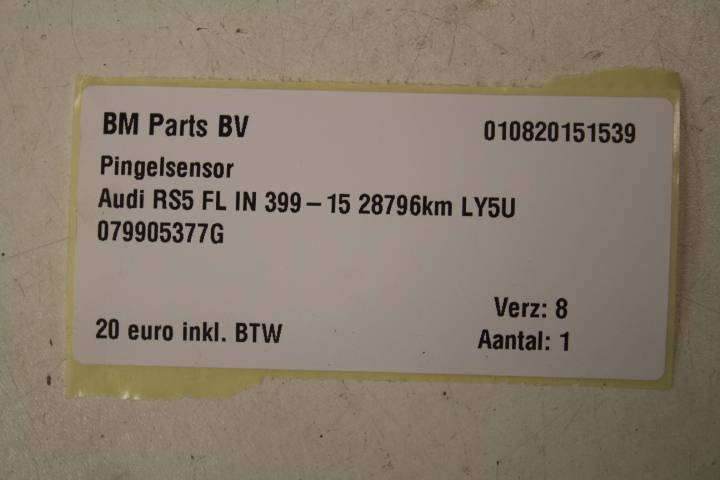 BM Parts BV 010820151539
Pingelsensor
Audi RS5 FL IN 399-15 28796km LY5U
079905377G
Verz: 8
20 euro inkl. BTW Aantal: 1